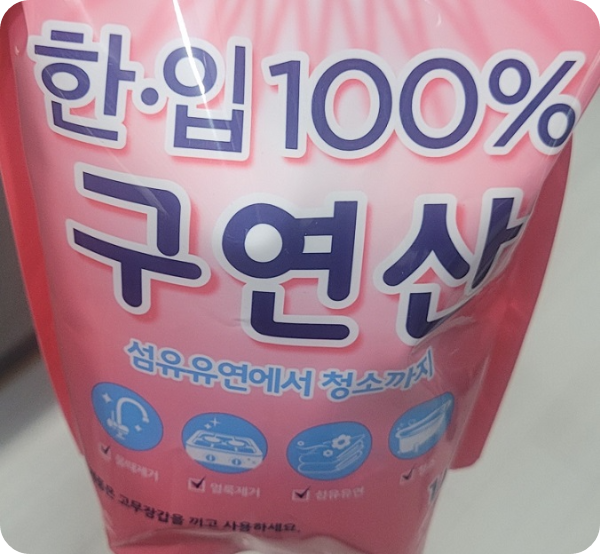 한·입100%
구연산
섬유유연에서 청소까지
물때제거 얼룩제거 섬유유연
고무장갑을 끼고 사용하세요.